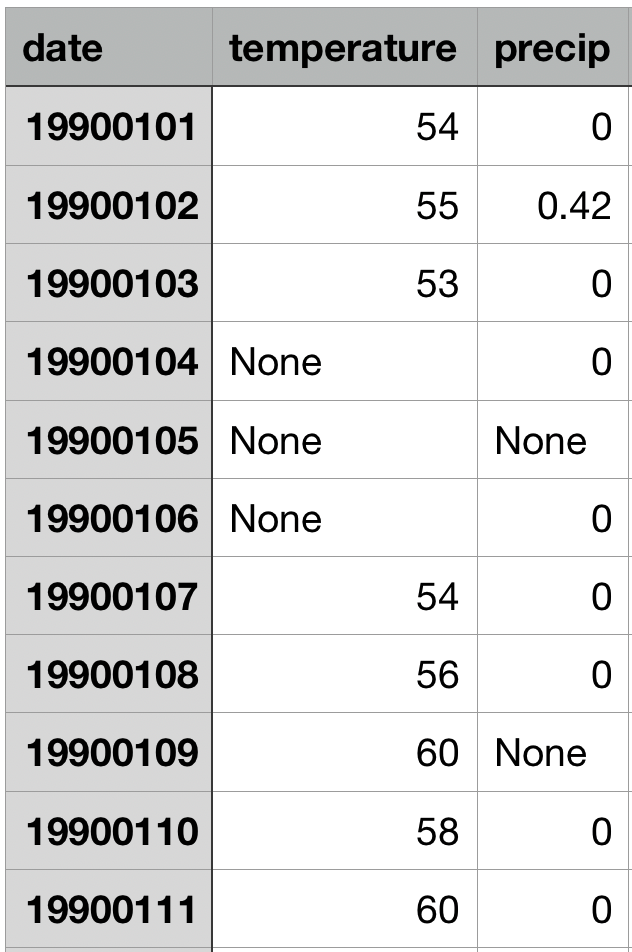 date temperature precip
19900101 54 0
19900102 55 0.42
19900103 53 0
19900104 None 0
19900105 None None
19900106 None 0
19900107 54 0
19900108 56 0
19900109 60 None
19900110 58 0
19900111 60 0